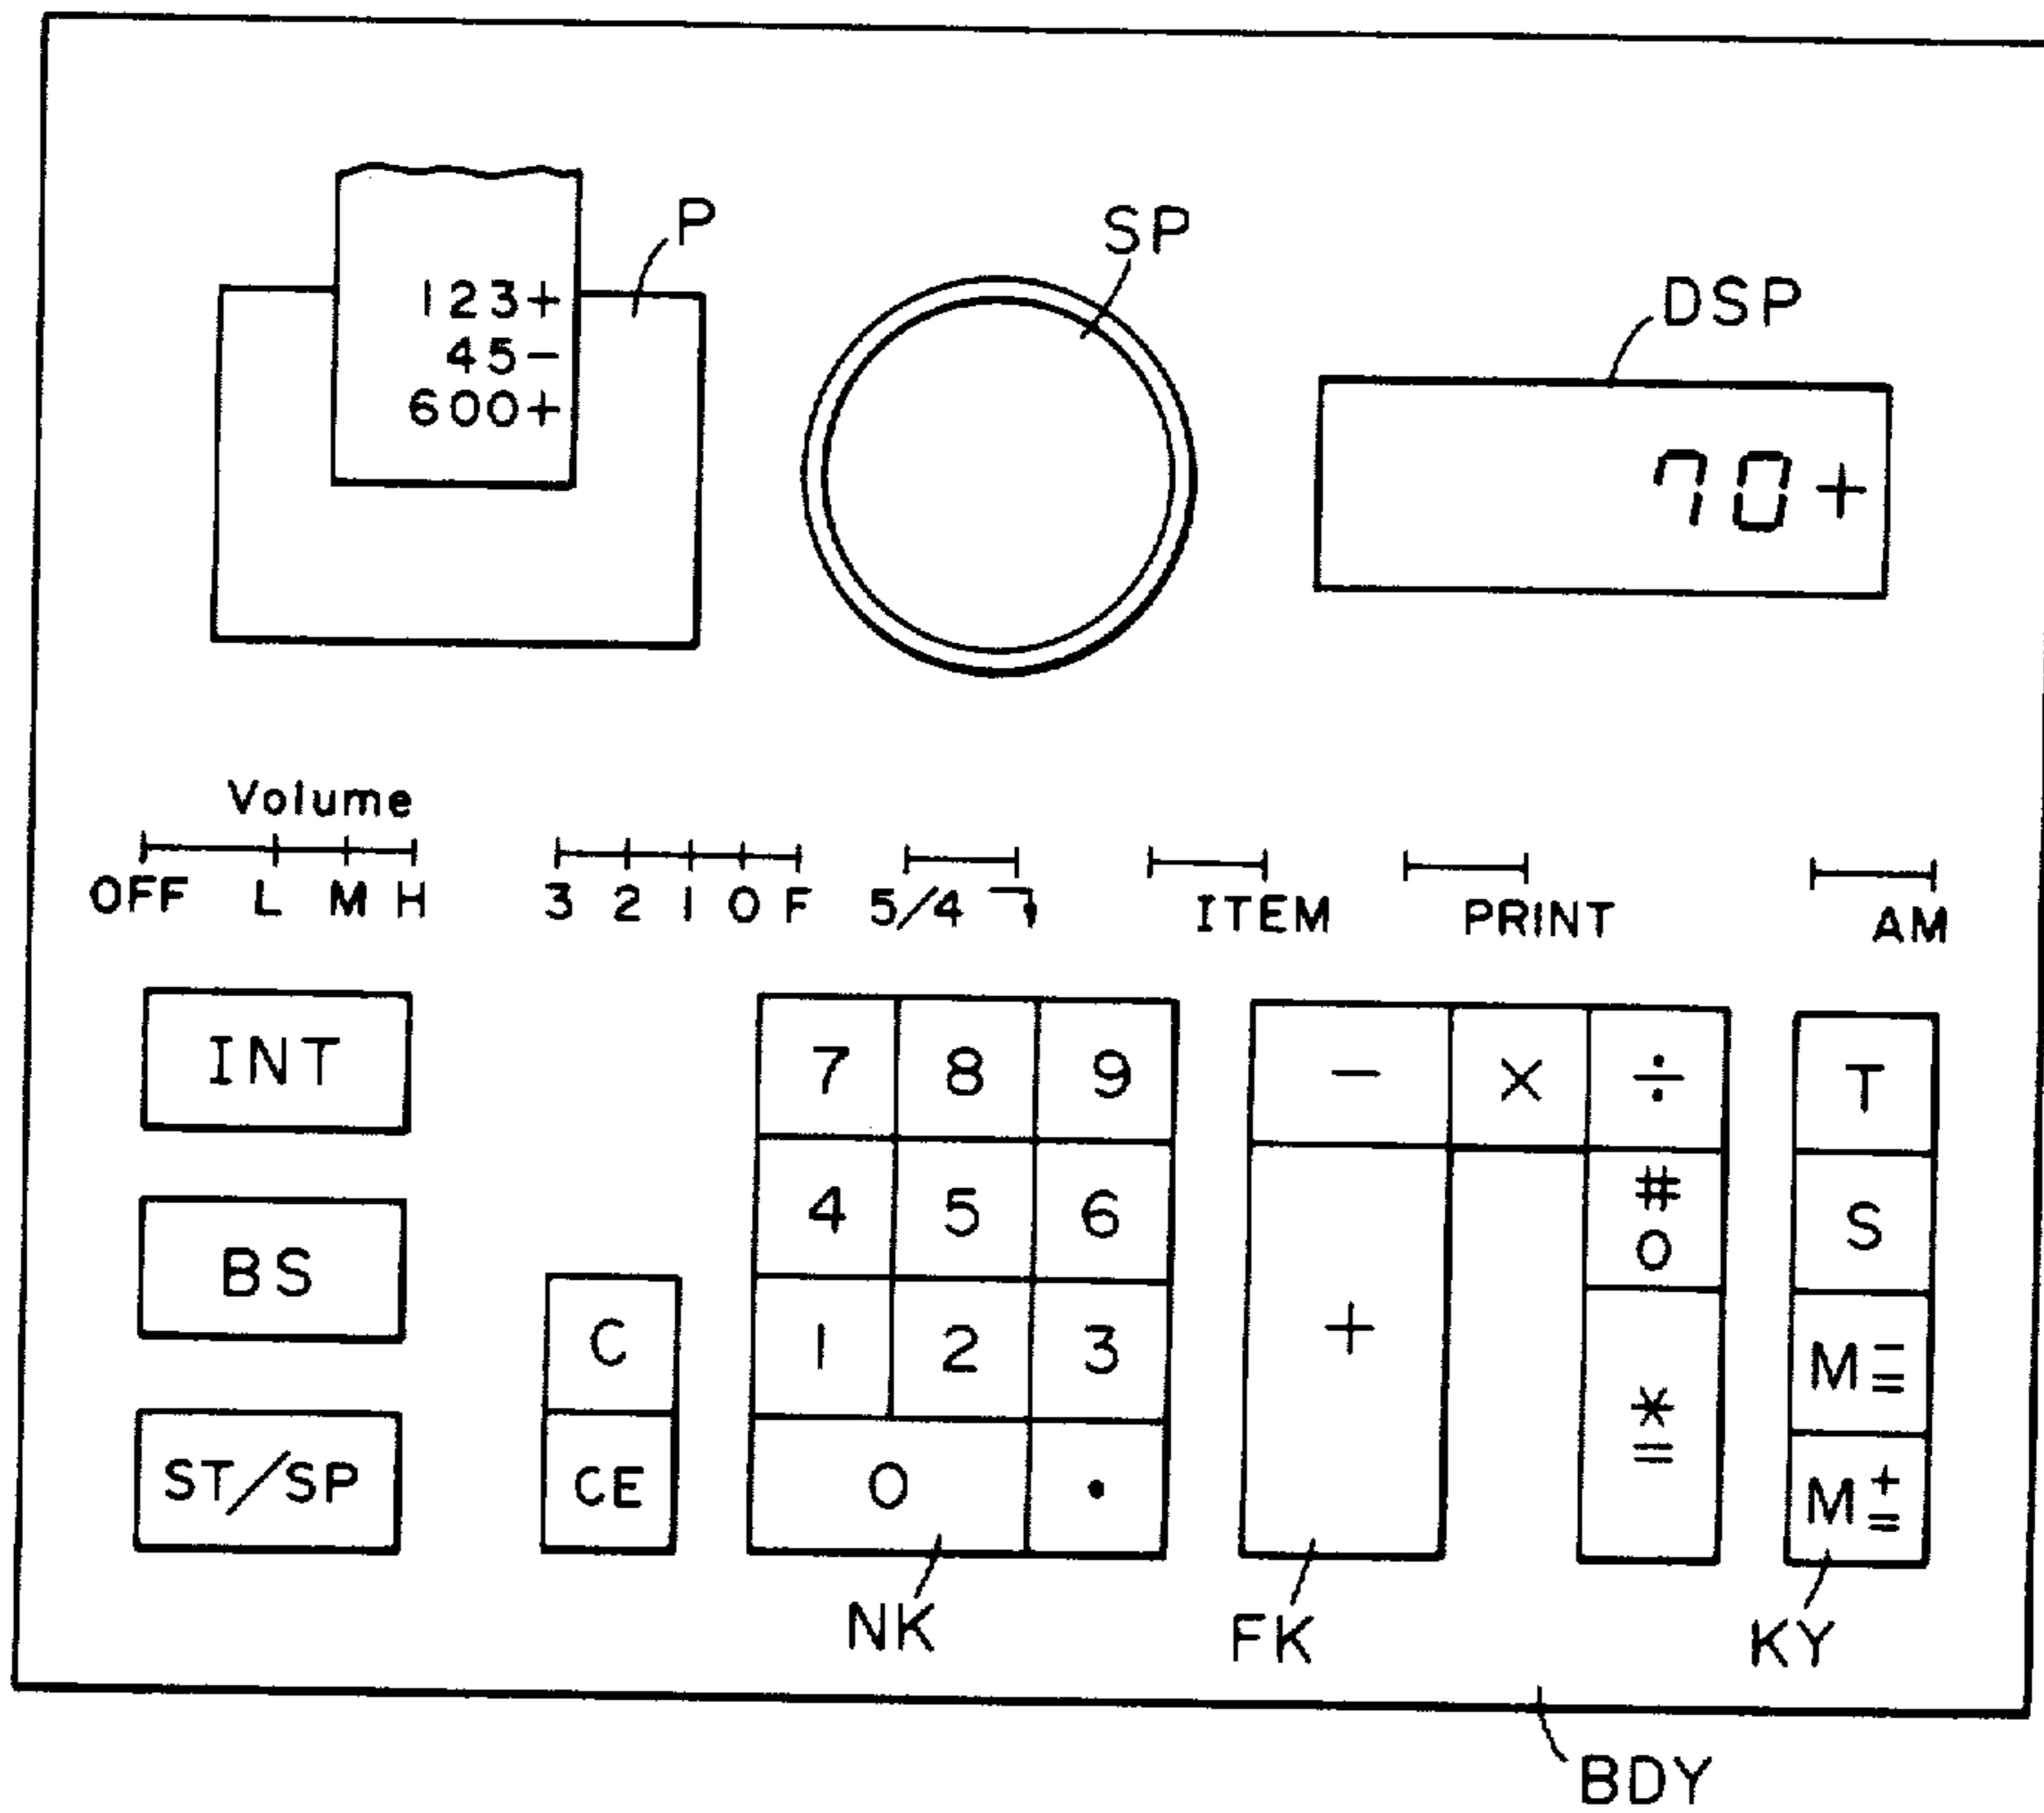 P
SP
DSP
123+
45-
600+
70+
Volume
OFF L M H
3 2 1 0 F
5/4
ITEM
PRINT
AM
INT
BS
ST/SP
C
CE
7 8 9
4 5 6
1 2 3
0 .
- × ÷
+
#
0
*
=
T
S
M-=
M+=
NK
FK
KY
BDY